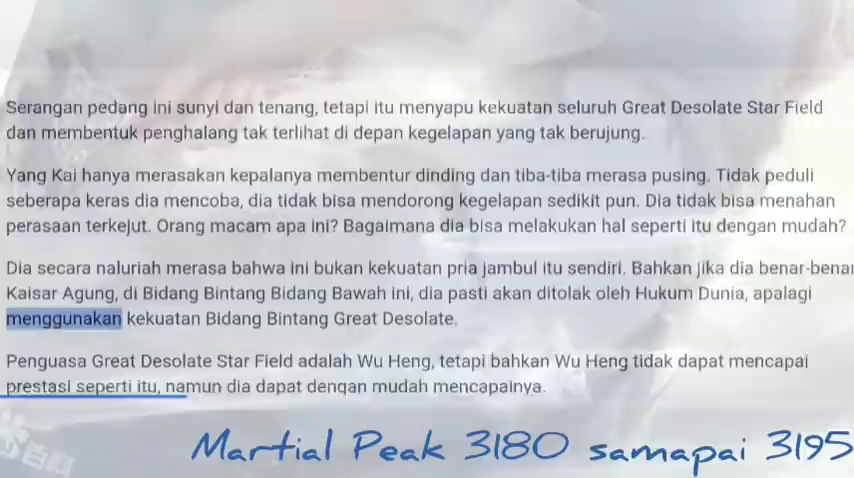 Serangan pedang ini sunyi dan tenang, tetapi itu menyapu kekuatan seluruh Great Desolate Star Field
dan membentuk penghalang tak terlihat di depan kegelapan yang tak berujung.
Yang Kai hanya merasakan kepalanya membentur dinding dan tiba-tiba merasa pusing. Tidak peduli
seberapa keras dia mencoba, dia tidak bisa mendorong kegelapan sedikit pun. Dia tidak bisa menahan
perasaan terkejut. Orang macam apa ini? Bagaimana dia bisa melakukan hal seperti itu dengan mudah?
Dia secara naluriah merasa bahwa ini bukan kekuatan pria jambul itu sendiri. Bahkan jika dia benar-benar
Kaisar Agung, di Bidang Bintang Bidang Bawah ini, dia pasti akan ditolak oleh Hukum Dunia, apalagi
menggunakan kekuatan Bidang Bintang Great Desolate.
Penguasa Great Desolate Star Field adalah Wu Heng, tetapi bahkan Wu Heng tidak dapat mencapai
prestasi seperti itu, namun dia dapat dengan mudah mencapainya.
Martial Peak 3180 samapai 3195